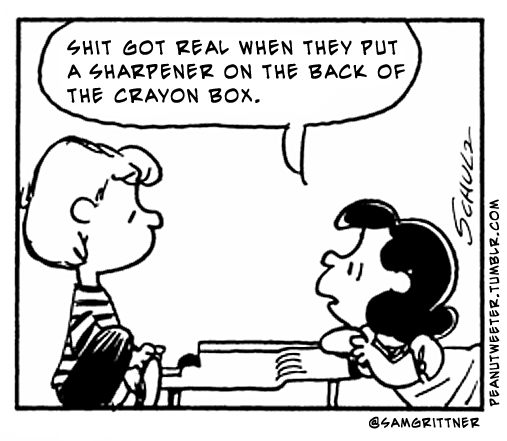 SHIT GOT REAL WHEN THEY PUT
A SHARPENER ON THE BACK OF
THE CRAYON BOX.
SCHULZ
PEANUTWEETER.TUMBLR.COM
@SAMGRITTNER